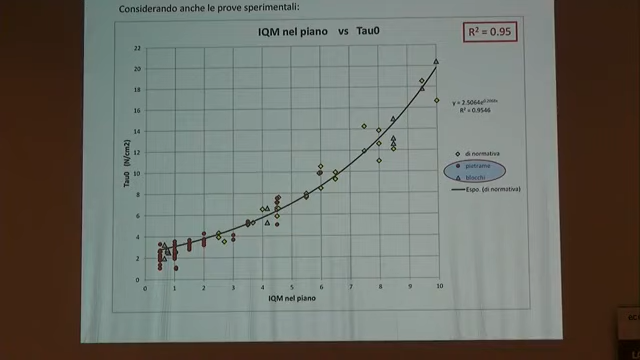 Considerando anche le prove sperimentali:
IQM nel piano vs Tau0
R² = 0.95
22
20
18
16
14
12
10
8
6
4
2
0
Tau0 (N/cm2)
0 1 2 3 4 5 6 7 8 9 10
IQM nel piano
R² = 0.9546
di normativa
pietrame
blocchi
Espo. (di normativa)